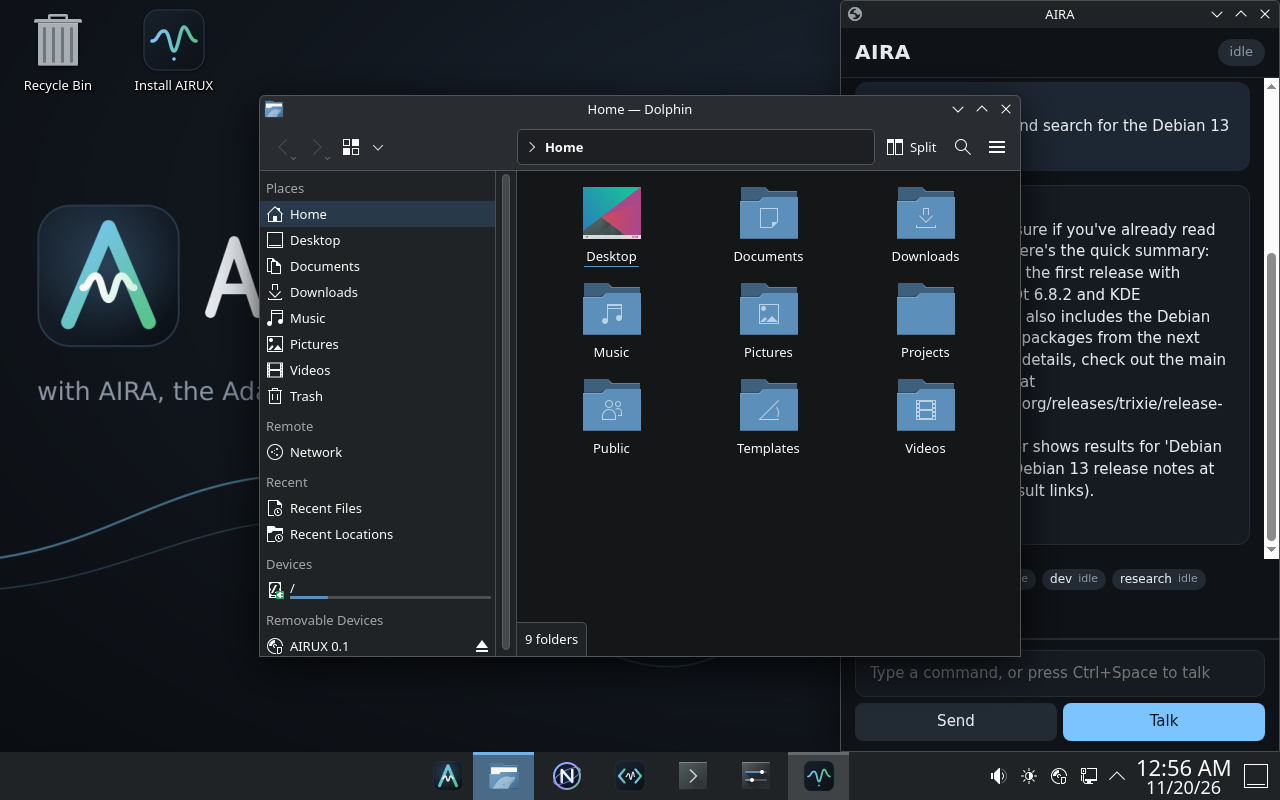 Recycle Bin
Install AIRUX
with AIRA, the Ada
Home — Dolphin
Home
Split
Places
Home
Desktop
Documents
Downloads
Music
Pictures
Videos
Trash
Remote
Network
Recent
Recent Files
Recent Locations
Devices
/
Removable Devices
AIRUX 0.1
Desktop
Documents
Downloads
Music
Pictures
Projects
Public
Templates
Videos
9 folders
AIRA
AIRA
idle
nd search for the Debian 13
sure if you've already read
ere's the quick summary:
the first release with
t 6.8.2 and KDE
also includes the Debian
packages from the next
details, check out the main
at
org/releases/trixie/release-
er shows results for 'Debian
Debian 13 release notes at
sult links).
dev idle
research idle
Type a command, or press Ctrl+Space to talk
Send
Talk
12:56 AM
11/20/26